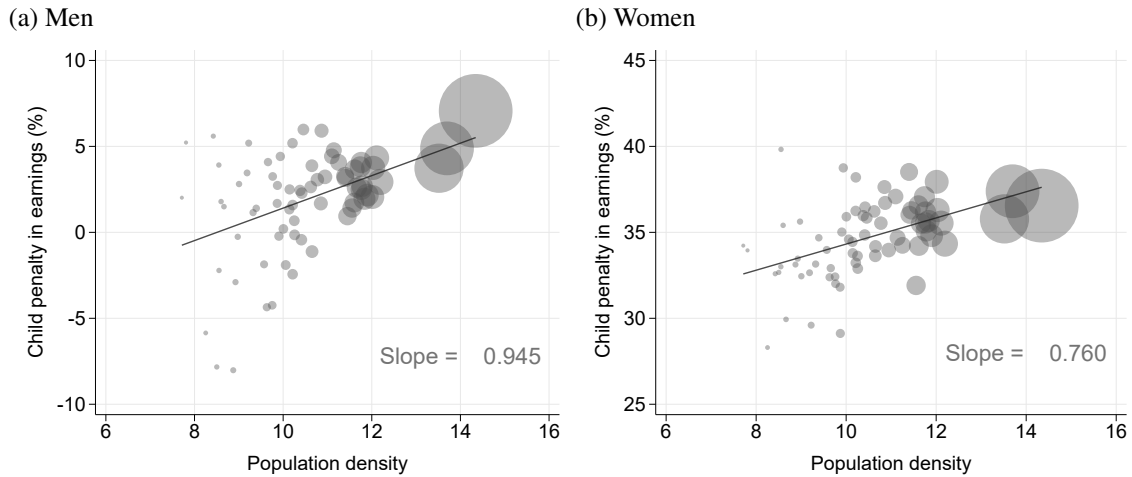 (a) Men
Child penalty in earnings (%)
10
5
0
-5
-10
6 8 10 12 14 16
Population density
Slope = 0.945
(b) Women
Child penalty in earnings (%)
45
40
35
30
25
6 8 10 12 14 16
Population density
Slope = 0.760